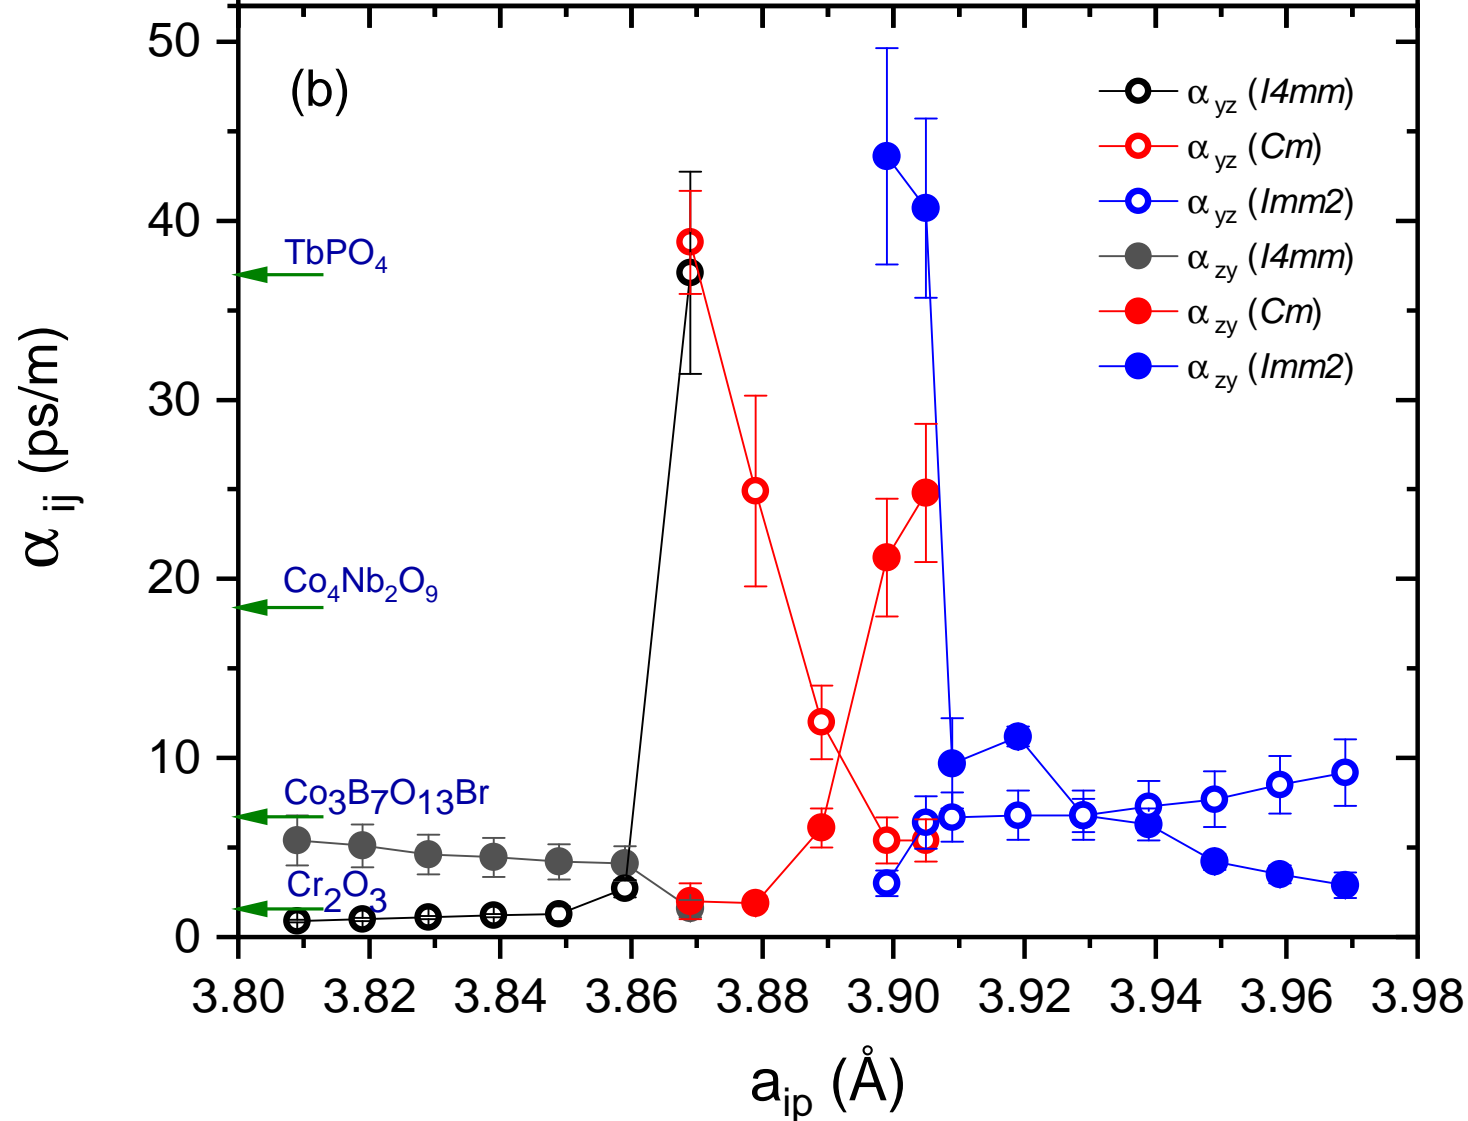 (b)
α yz (I4mm)
α yz (Cm)
α yz (Imm2)
α zy (I4mm)
α zy (Cm)
α zy (Imm2)
TbPO4
Co4Nb2O9
Co3B7O13Br
Cr2O3
50
40
30
20
10
0
α ij (ps/m)
3.80 3.82 3.84 3.86 3.88 3.90 3.92 3.94 3.96 3.98
aip (Å)